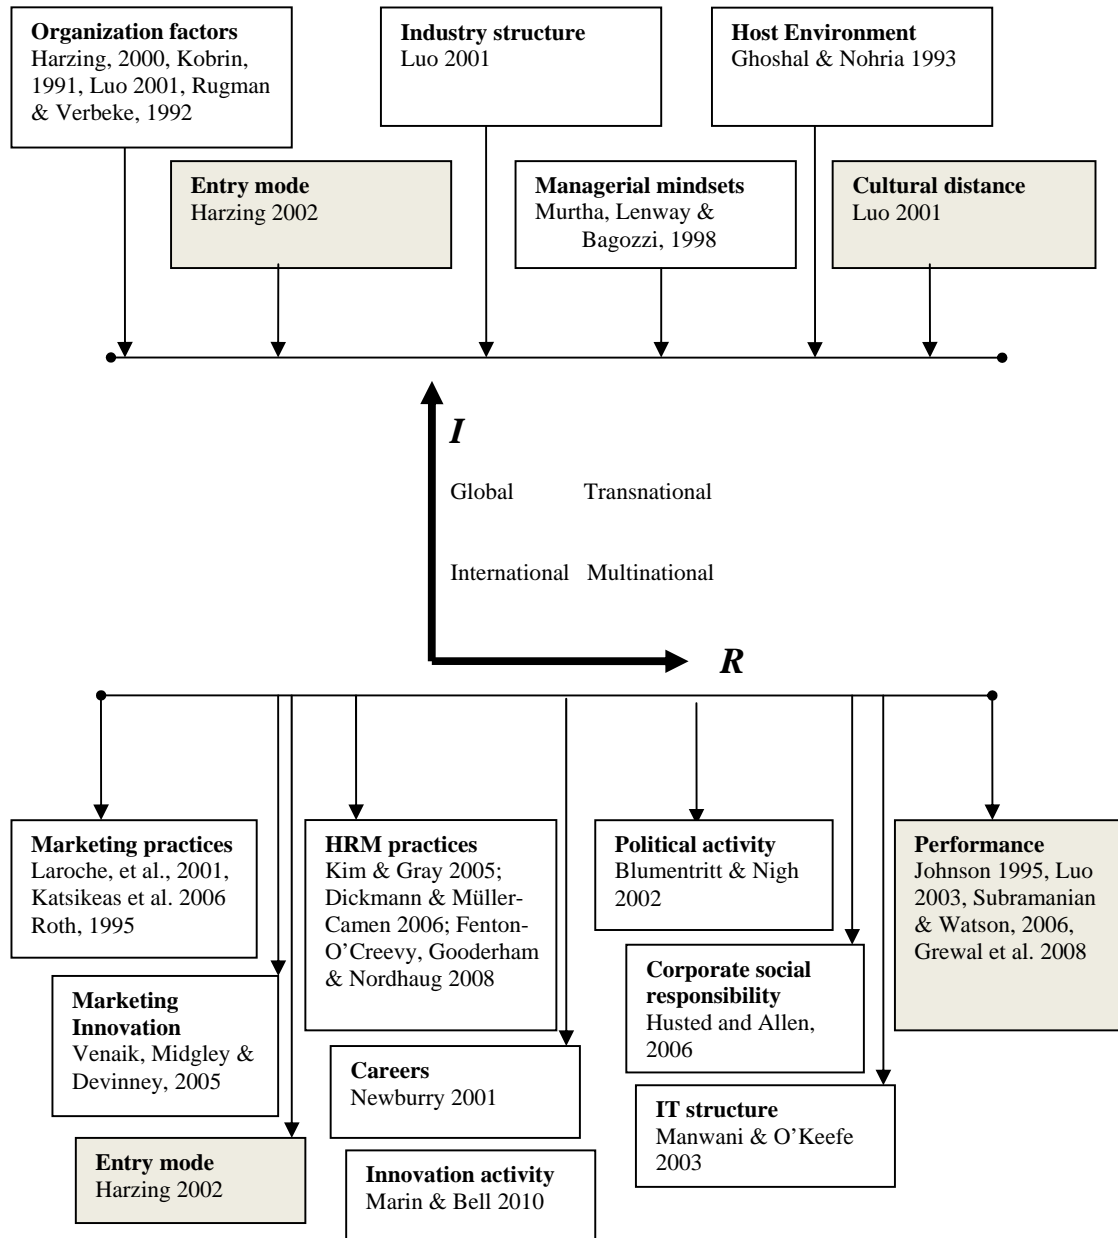 Organization factors
Harzing, 2000, Kobrin,
1991, Luo 2001, Rugman
& Verbeke, 1992
Industry structure
Luo 2001
Host Environment
Ghoshal & Nohria 1993
Entry mode
Harzing 2002
Managerial mindsets
Murtha, Lenway &
Bagozzi, 1998
Cultural distance
Luo 2001
I
Global Transnational
International Multinational
R
Marketing practices
Laroche, et al., 2001,
Katsikeas et al. 2006
Roth, 1995
HRM practices
Kim & Gray 2005;
Dickmann & Müller-
Camen 2006; Fenton-
O’Creevy, Gooderham
& Nordhaug 2008
Political activity
Blumentritt & Nigh
2002
Performance
Johnson 1995, Luo
2003, Subramanian
& Watson, 2006,
Grewal et al. 2008
Marketing
Innovation
Venaik, Midgley &
Devinney, 2005
Corporate social
responsibility
Husted and Allen,
2006
Careers
Newburry 2001
IT structure
Manwani & O’Keefe
2003
Entry mode
Harzing 2002
Innovation activity
Marin & Bell 2010